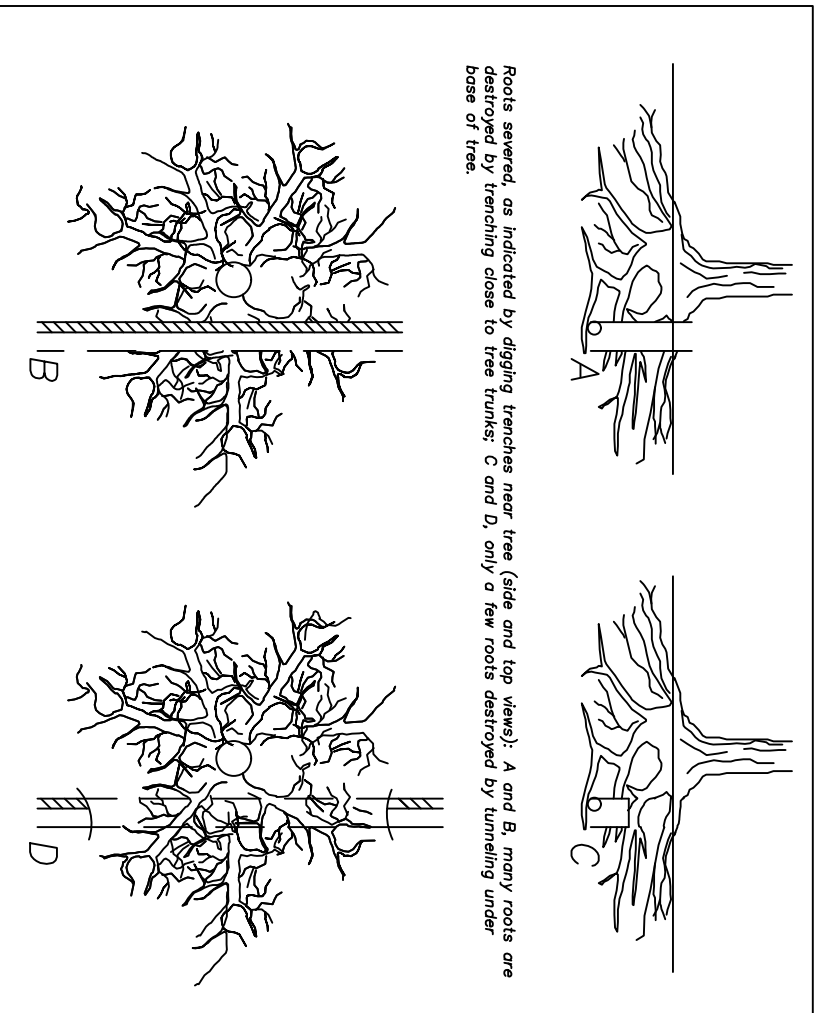 A
C
Roots severed, as indicated by digging trenches near tree (side and top views): A and B, many roots are
destroyed by trenching close to tree trunks; C and D, only a few roots destroyed by tunneling under
base of tree.
B
D